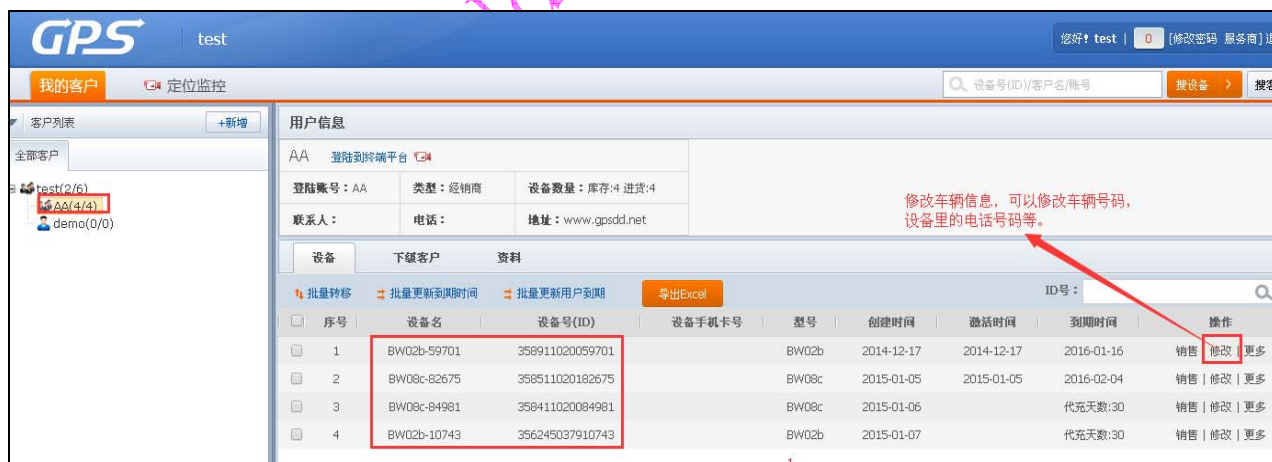 GPS test 您好! test | 0 [修改密码 服务商]
我的客户 定位监控 设备号(ID)/客户名/账号 搜设备 >
客户列表 +新增
全部客户
test(2/6)
AA(4/4)
demo(0/0)
用户信息
AA 登陆到终端平台
登陆账号:AA 类型:经销商 设备数量:库存:4 进货:4
联系人: 电话: 地址:www.gpsdd.net
修改车辆信息,可以修改车辆号码,
设备里的电话号码等。
设备 下级客户 资料
批量转移 批量更新到期时间 批量更新用户到期 导出Excel ID号:
序号 设备名 设备号(ID) 设备手机卡号 型号 创建时间 激活时间 到期时间 操作
1 BW02b-59701 358911020059701 BW02b 2014-12-17 2014-12-17 2016-01-16 销售 | 修改 | 更多
2 BW08c-82675 358511020182675 BW08c 2015-01-05 2015-01-05 2016-02-04 销售 | 修改 | 更多
3 BW08c-84981 358411020084981 BW08c 2015-01-06 代充天数:30 销售 | 修改 | 更多
4 BW02b-10743 356245037910743 BW02b 2015-01-07 代充天数:30 销售 | 修改 | 更多